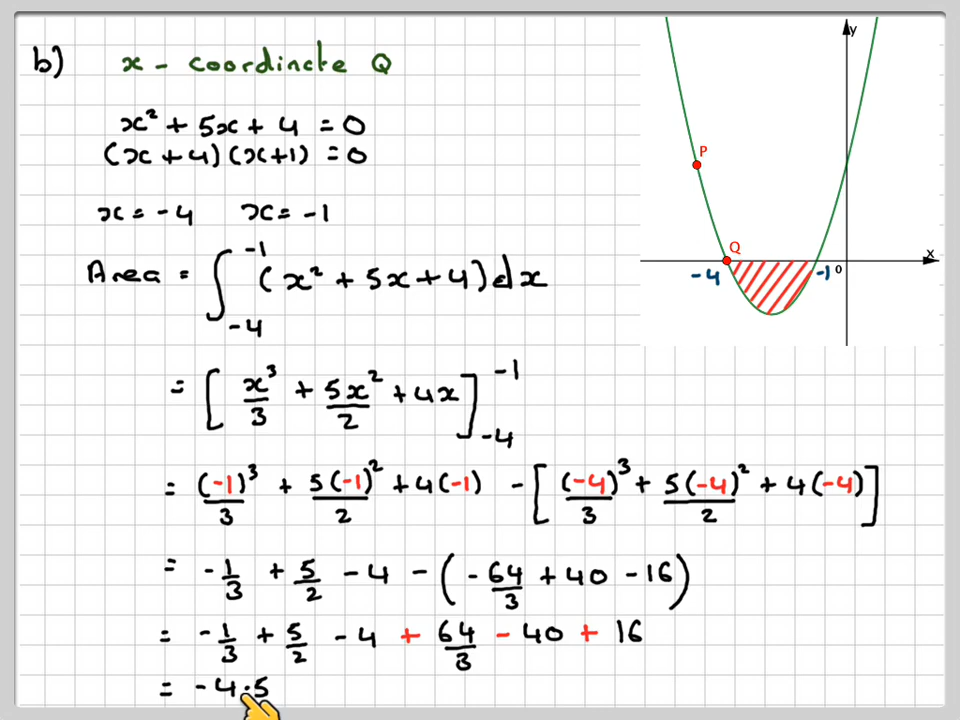 b) x - coordinate Q
x² + 5x + 4 = 0
(x + 4)(x + 1) = 0
x = -4 x = -1
Area = ∫₋₄⁻¹ (x² + 5x + 4) dx
= [x³/3 + 5x²/2 + 4x]₋₄⁻¹
= (-1)³/3 + 5(-1)²/2 + 4(-1) - [(-4)³/3 + 5(-4)²/2 + 4(-4)]
= -1/3 + 5/2 - 4 - (-64/3 + 40 - 16)
= -1/3 + 5/2 - 4 + 64/3 - 40 + 16
= -4.5
y
P
Q
x
-4 -1 0